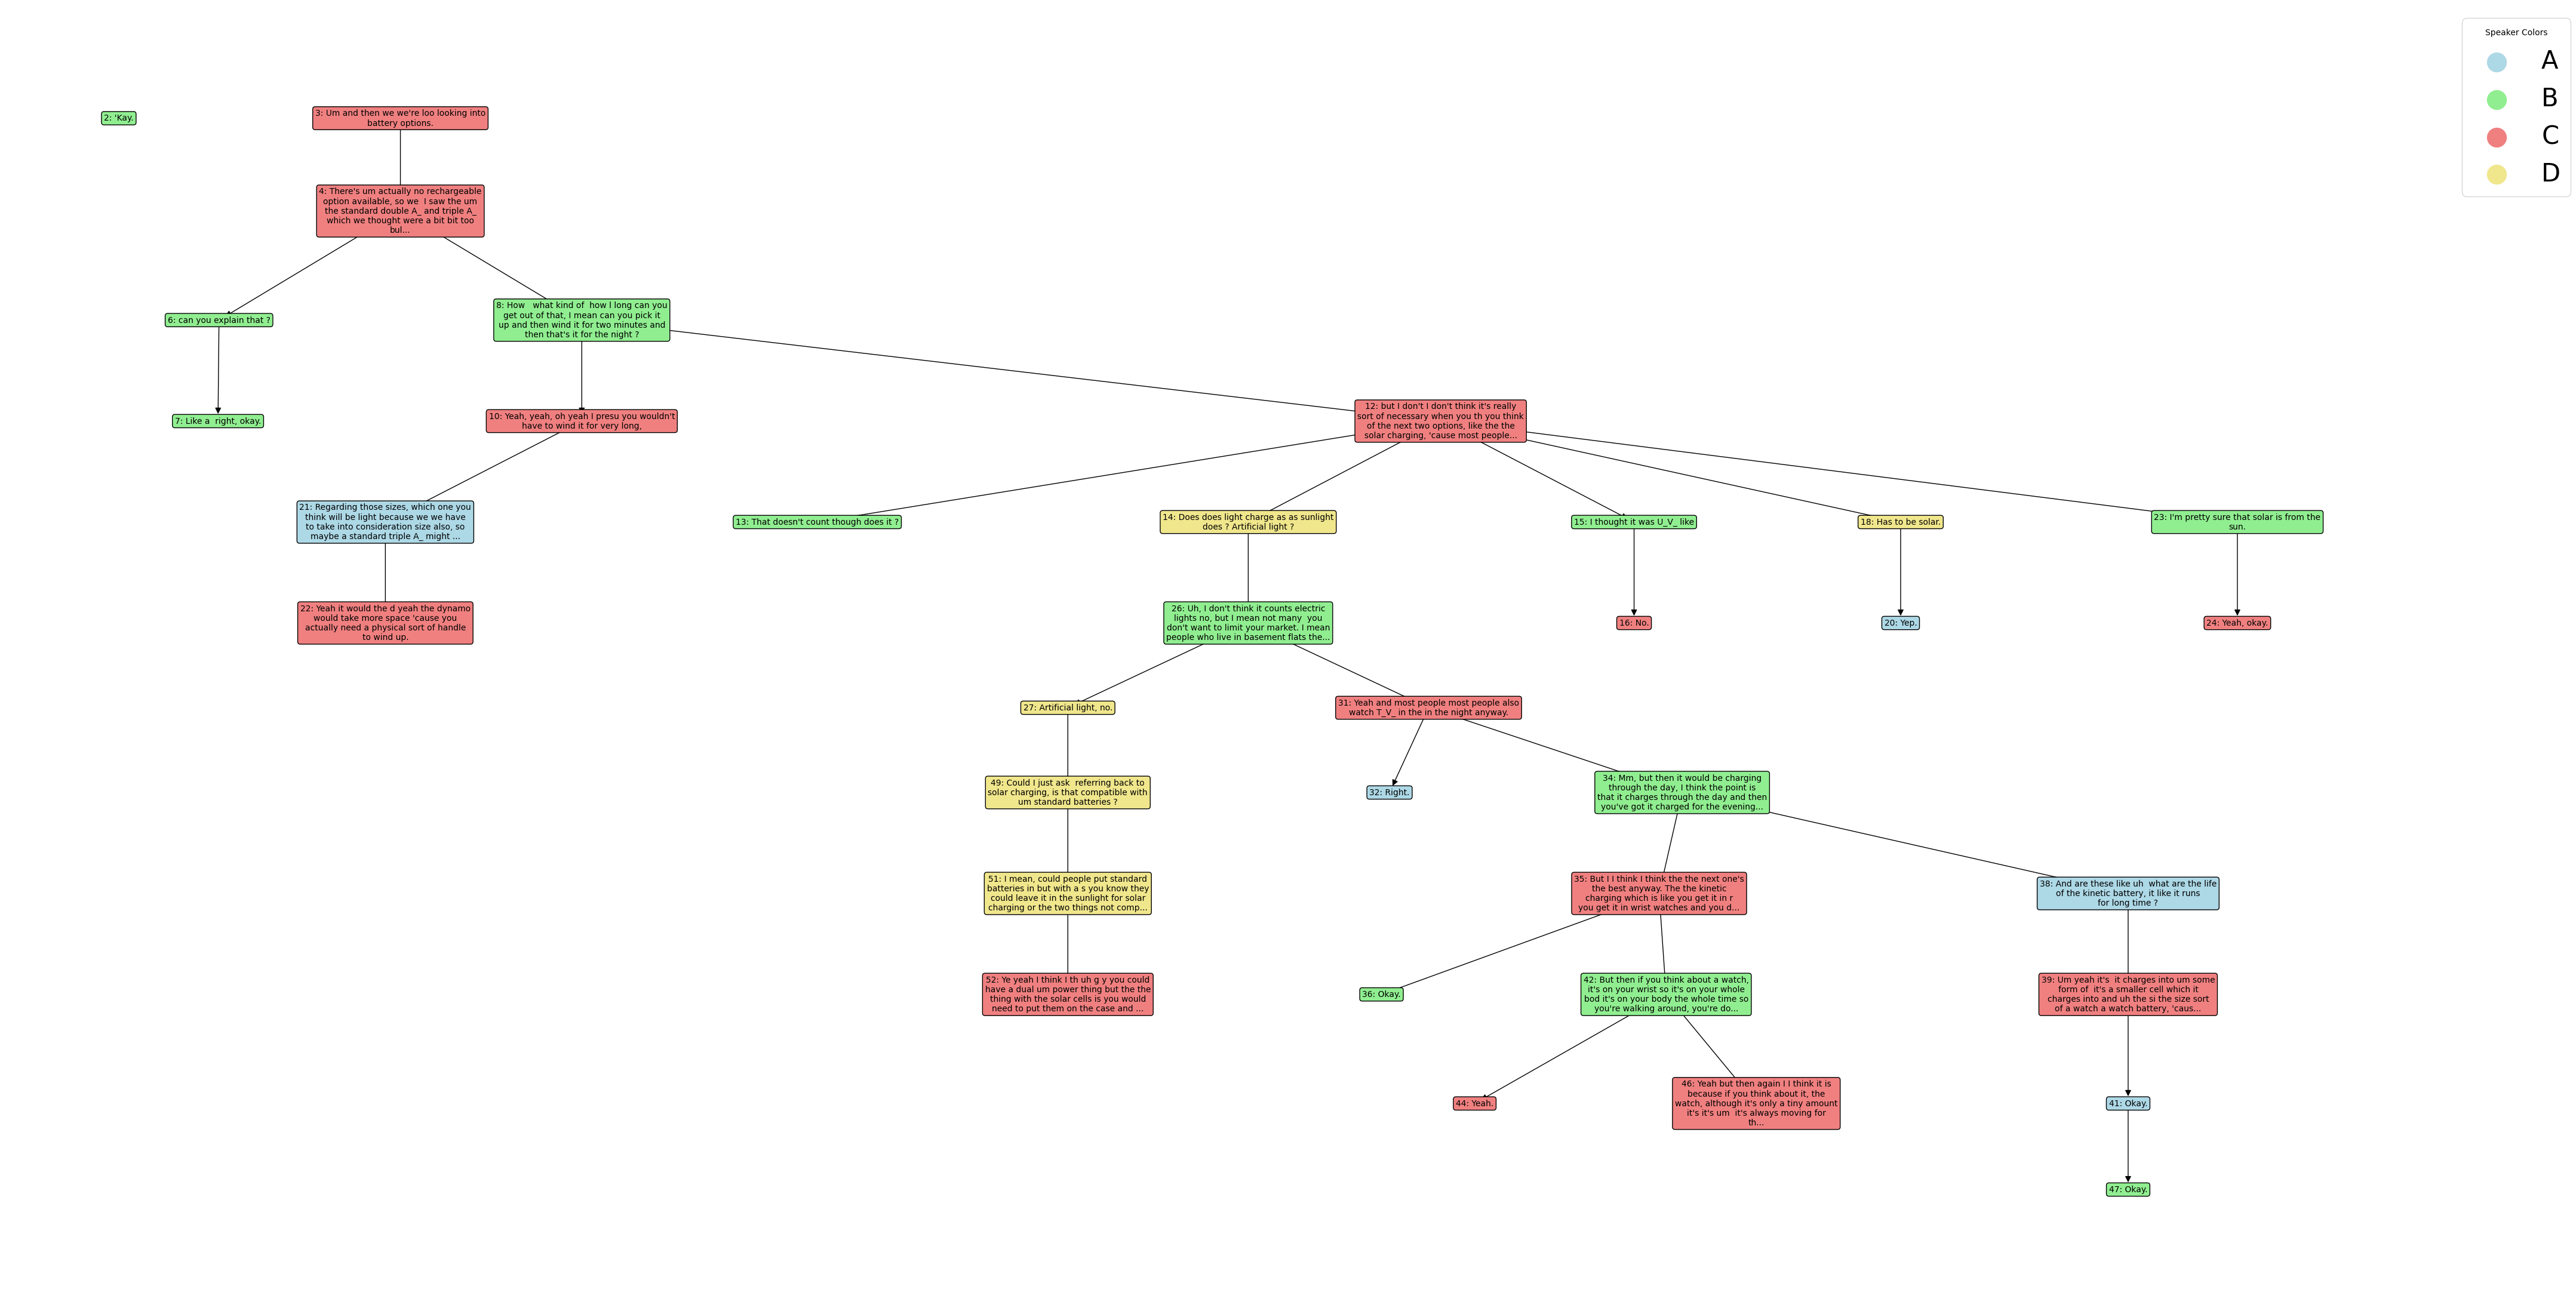 Speaker Colors
A
B
C
D
2: 'Kay.
3: Um and then we we're loo looking into
battery options.
4: There's um actually no rechargeable
option available, so we  I saw the um
the standard double A_ and triple A_
which we thought were a bit bit too
bul...
6: can you explain that ?
8: How   what kind of  how l long can you
get out of that, I mean can you pick it
up and then wind it for two minutes and
then that's it for the night ?
7: Like a  right, okay.
10: Yeah, yeah, oh yeah I presu you wouldn't
have to wind it for very long,
12: but I don't I don't think it's really
sort of necessary when you th you think
of the next two options, like the the
solar charging, 'cause most people...
21: Regarding those sizes, which one you
think will be light because we we have
to take into consideration size also, so
maybe a standard triple A_ might ...
13: That doesn't count though does it ?
14: Does does light charge as as sunlight
does ? Artificial light ?
15: I thought it was U_V_ like
18: Has to be solar.
23: I'm pretty sure that solar is from the
sun.
22: Yeah it would the d yeah the dynamo
would take more space 'cause you
actually need a physical sort of handle
to wind up.
26: Uh, I don't think it counts electric
lights no, but I mean not many  you
don't want to limit your market. I mean
people who live in basement flats the...
16: No.
20: Yep.
24: Yeah, okay.
27: Artificial light, no.
31: Yeah and most people most people also
watch T_V_ in the in the night anyway.
49: Could I just ask  referring back to
solar charging, is that compatible with
um standard batteries ?
32: Right.
34: Mm, but then it would be charging
through the day, I think the point is
that it charges through the day and then
you've got it charged for the evening...
51: I mean, could people put standard
batteries in but with a s you know they
could leave it in the sunlight for solar
charging or the two things not comp...
35: But I I think I think the the next one's
the best anyway. The the kinetic
charging which is like you get it in r
you get it in wrist watches and you d...
38: And are these like uh  what are the life
of the kinetic battery, it like it runs
for long time ?
52: Ye yeah I think I th uh g y you could
have a dual um power thing but the the
thing with the solar cells is you would
need to put them on the case and ...
36: Okay.
42: But then if you think about a watch,
it's on your wrist so it's on your whole
bod it's on your body the whole time so
you're walking around, you're do...
39: Um yeah it's  it charges into um some
form of  it's a smaller cell which it
charges into and uh the si the size sort
of a watch a watch battery, 'caus...
44: Yeah.
46: Yeah but then again I I think it is
because if you think about it, the
watch, although it's only a tiny amount
it's it's um  it's always moving for
th...
41: Okay.
47: Okay.